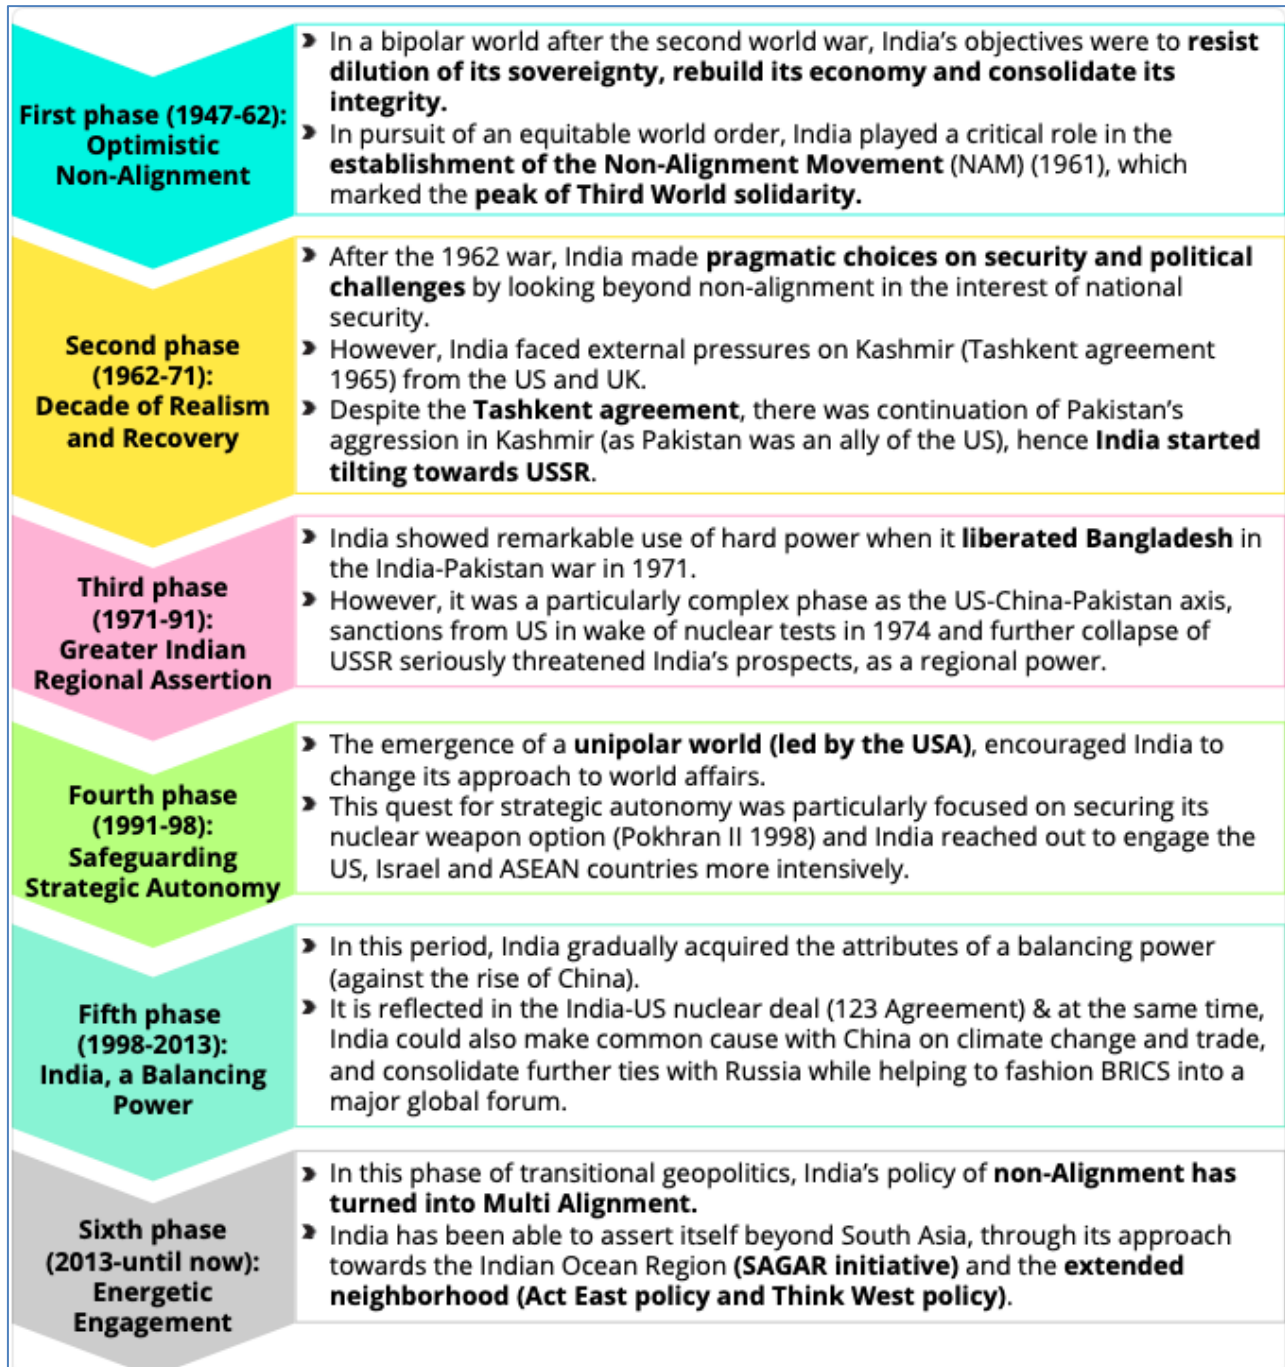 First phase (1947-62):
Optimistic
Non-Alignment
In a bipolar world after the second world war, India's objectives were to resist
dilution of its sovereignty, rebuild its economy and consolidate its
integrity.
In pursuit of an equitable world order, India played a critical role in the
establishment of the Non-Alignment Movement (NAM) (1961), which
marked the peak of Third World solidarity.
Second phase
(1962-71):
Decade of Realism
and Recovery
After the 1962 war, India made pragmatic choices on security and political
challenges by looking beyond non-alignment in the interest of national
security.
However, India faced external pressures on Kashmir (Tashkent agreement
1965) from the US and UK.
Despite the Tashkent agreement, there was continuation of Pakistan's
aggression in Kashmir (as Pakistan was an ally of the US), hence India started
tilting towards USSR.
Third phase
(1971-91):
Greater Indian
Regional Assertion
India showed remarkable use of hard power when it liberated Bangladesh in
the India-Pakistan war in 1971.
However, it was a particularly complex phase as the US-China-Pakistan axis,
sanctions from US in wake of nuclear tests in 1974 and further collapse of
USSR seriously threatened India's prospects, as a regional power.
Fourth phase
(1991-98):
Safeguarding
Strategic Autonomy
The emergence of a unipolar world (led by the USA), encouraged India to
change its approach to world affairs.
This quest for strategic autonomy was particularly focused on securing its
nuclear weapon option (Pokhran II 1998) and India reached out to engage the
US, Israel and ASEAN countries more intensively.
Fifth phase
(1998-2013):
India, a Balancing
Power
In this period, India gradually acquired the attributes of a balancing power
(against the rise of China).
It is reflected in the India-US nuclear deal (123 Agreement) & at the same time,
India could also make common cause with China on climate change and trade,
and consolidate further ties with Russia while helping to fashion BRICS into a
major global forum.
Sixth phase
(2013-until now):
Energetic
Engagement
In this phase of transitional geopolitics, India's policy of non-Alignment has
turned into Multi Alignment.
India has been able to assert itself beyond South Asia, through its approach
towards the Indian Ocean Region (SAGAR initiative) and the extended
neighborhood (Act East policy and Think West policy).